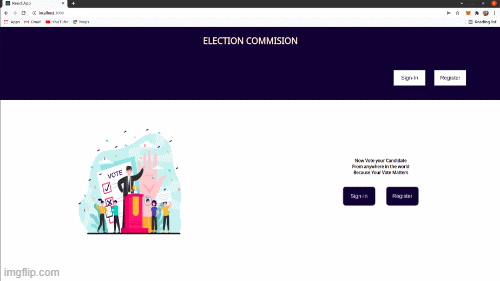 React App
localhost:3000
Apps
Gmail
YouTube
Maps
Reading list
ELECTION COMMISION
Sign-In
Register
VOTE
Now Vote your Candidate
From anywhere in the world
Because Your Vote Matters
Sign-in
Register
imgflip.com